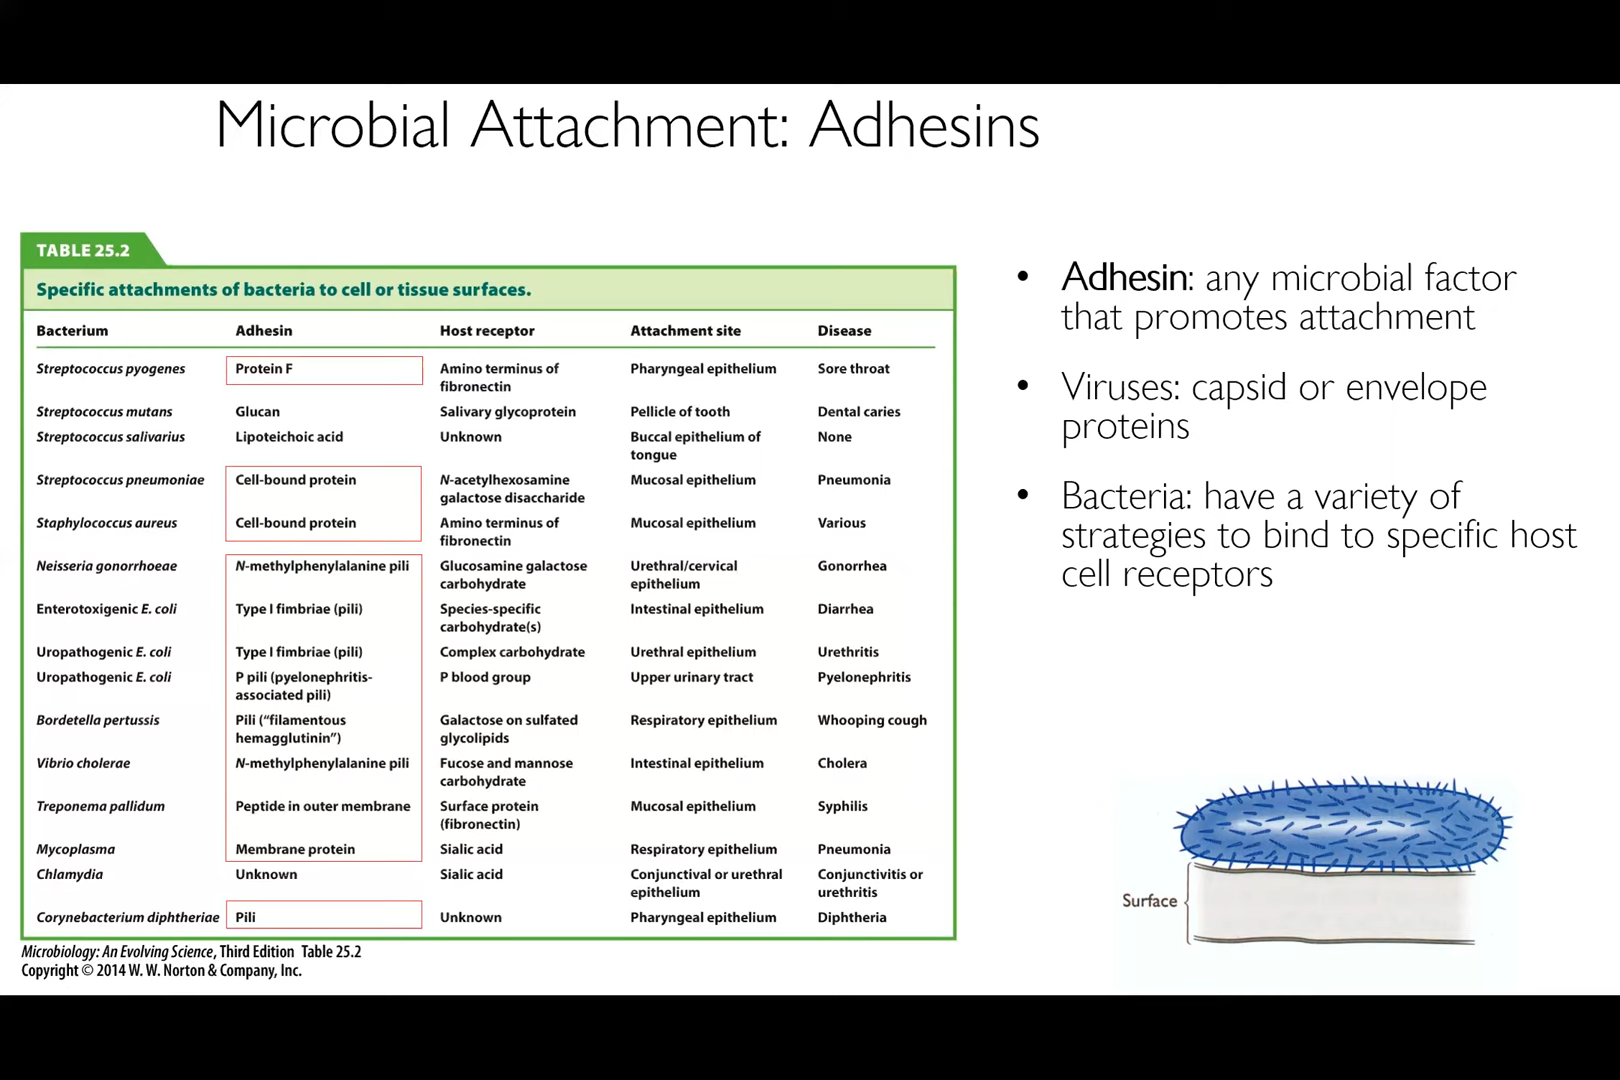 Microbial Attachment: Adhesins
TABLE 25.2
Specific attachments of bacteria to cell or tissue surfaces.
Bacterium Adhesin Host receptor Attachment site Disease
Streptococcus pyogenes Protein F Amino terminus of fibronectin Pharyngeal epithelium Sore throat
Streptococcus mutans Glucan Salivary glycoprotein Pellicle of tooth Dental caries
Streptococcus salivarius Lipoteichoic acid Unknown Buccal epithelium of tongue None
Streptococcus pneumoniae Cell-bound protein N-acetylhexosamine galactose disaccharide Mucosal epithelium Pneumonia
Staphylococcus aureus Cell-bound protein Amino terminus of fibronectin Mucosal epithelium Various
Neisseria gonorrhoeae N-methylphenylalanine pili Glucosamine galactose carbohydrate Urethral/cervical epithelium Gonorrhea
Enterotoxigenic E. coli Type I fimbriae (pili) Species-specific carbohydrate(s) Intestinal epithelium Diarrhea
Uropathogenic E. coli Type I fimbriae (pili) Complex carbohydrate Urethral epithelium Urethritis
Uropathogenic E. coli P pili (pyelonephritis-associated pili) P blood group Upper urinary tract Pyelonephritis
Bordetella pertussis Pili (“filamentous hemagglutinin”) Galactose on sulfated glycolipids Respiratory epithelium Whooping cough
Vibrio cholerae N-methylphenylalanine pili Fucose and mannose carbohydrate Intestinal epithelium Cholera
Treponema pallidum Peptide in outer membrane Surface protein (fibronectin) Mucosal epithelium Syphilis
Mycoplasma Membrane protein Sialic acid Respiratory epithelium Pneumonia
Chlamydia Unknown Sialic acid Conjunctival or urethral epithelium Conjunctivitis or urethritis
Corynebacterium diphtheriae Pili Unknown Pharyngeal epithelium Diphtheria
Microbiology: An Evolving Science, Third Edition Table 25.2
Copyright © 2014 W. W. Norton & Company, Inc.
• Adhesin: any microbial factor
that promotes attachment
• Viruses: capsid or envelope
proteins
• Bacteria: have a variety of
strategies to bind to specific host
cell receptors
Surface